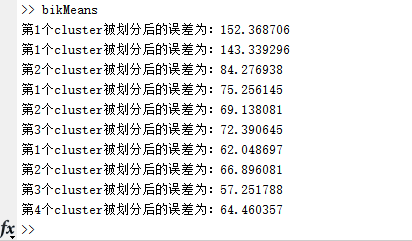 >> bikMeans
第1个cluster被划分后的误差为：152.368706
第1个cluster被划分后的误差为：143.339296
第2个cluster被划分后的误差为：84.276938
第1个cluster被划分后的误差为：75.256145
第2个cluster被划分后的误差为：69.138081
第3个cluster被划分后的误差为：72.390645
第1个cluster被划分后的误差为：62.048697
第2个cluster被划分后的误差为：66.896081
第3个cluster被划分后的误差为：57.251788
第4个cluster被划分后的误差为：64.460357
fx >>